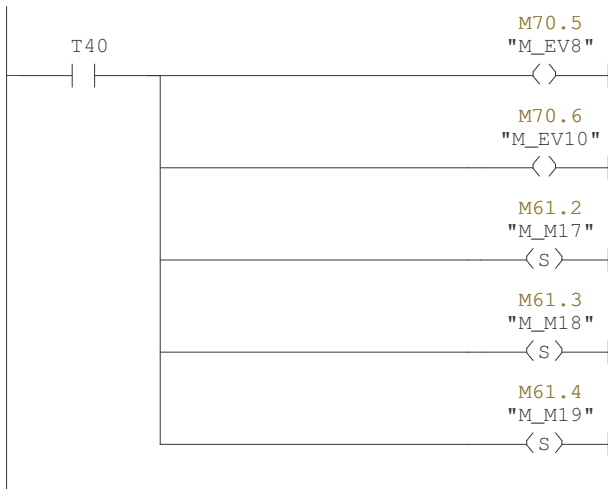 M70.5
T40
"M_EV8"
M70.6
"M_EV10"
M61.2
"M_M17"
S
M61.3
"M_M18"
S
M61.4
"M_M19"
S